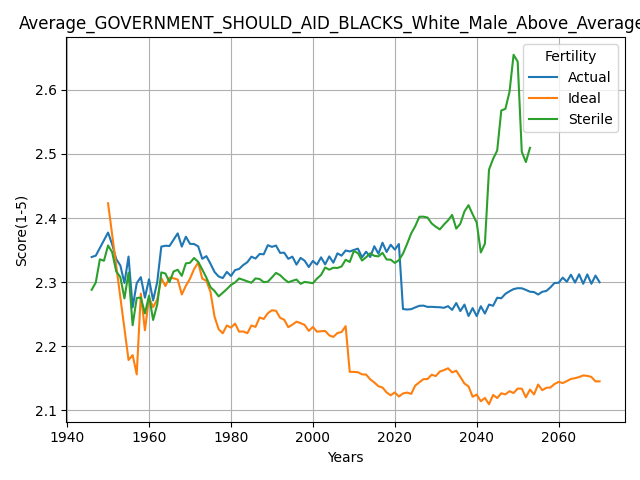 Average_GOVERNMENT_SHOULD_AID_BLACKS_White_Male_Above_Average
Fertility
Actual
Ideal
Sterile
Score(1-5)
2.6
2.5
2.4
2.3
2.2
2.1
1940 1960 1980 2000 2020 2040 2060
Years